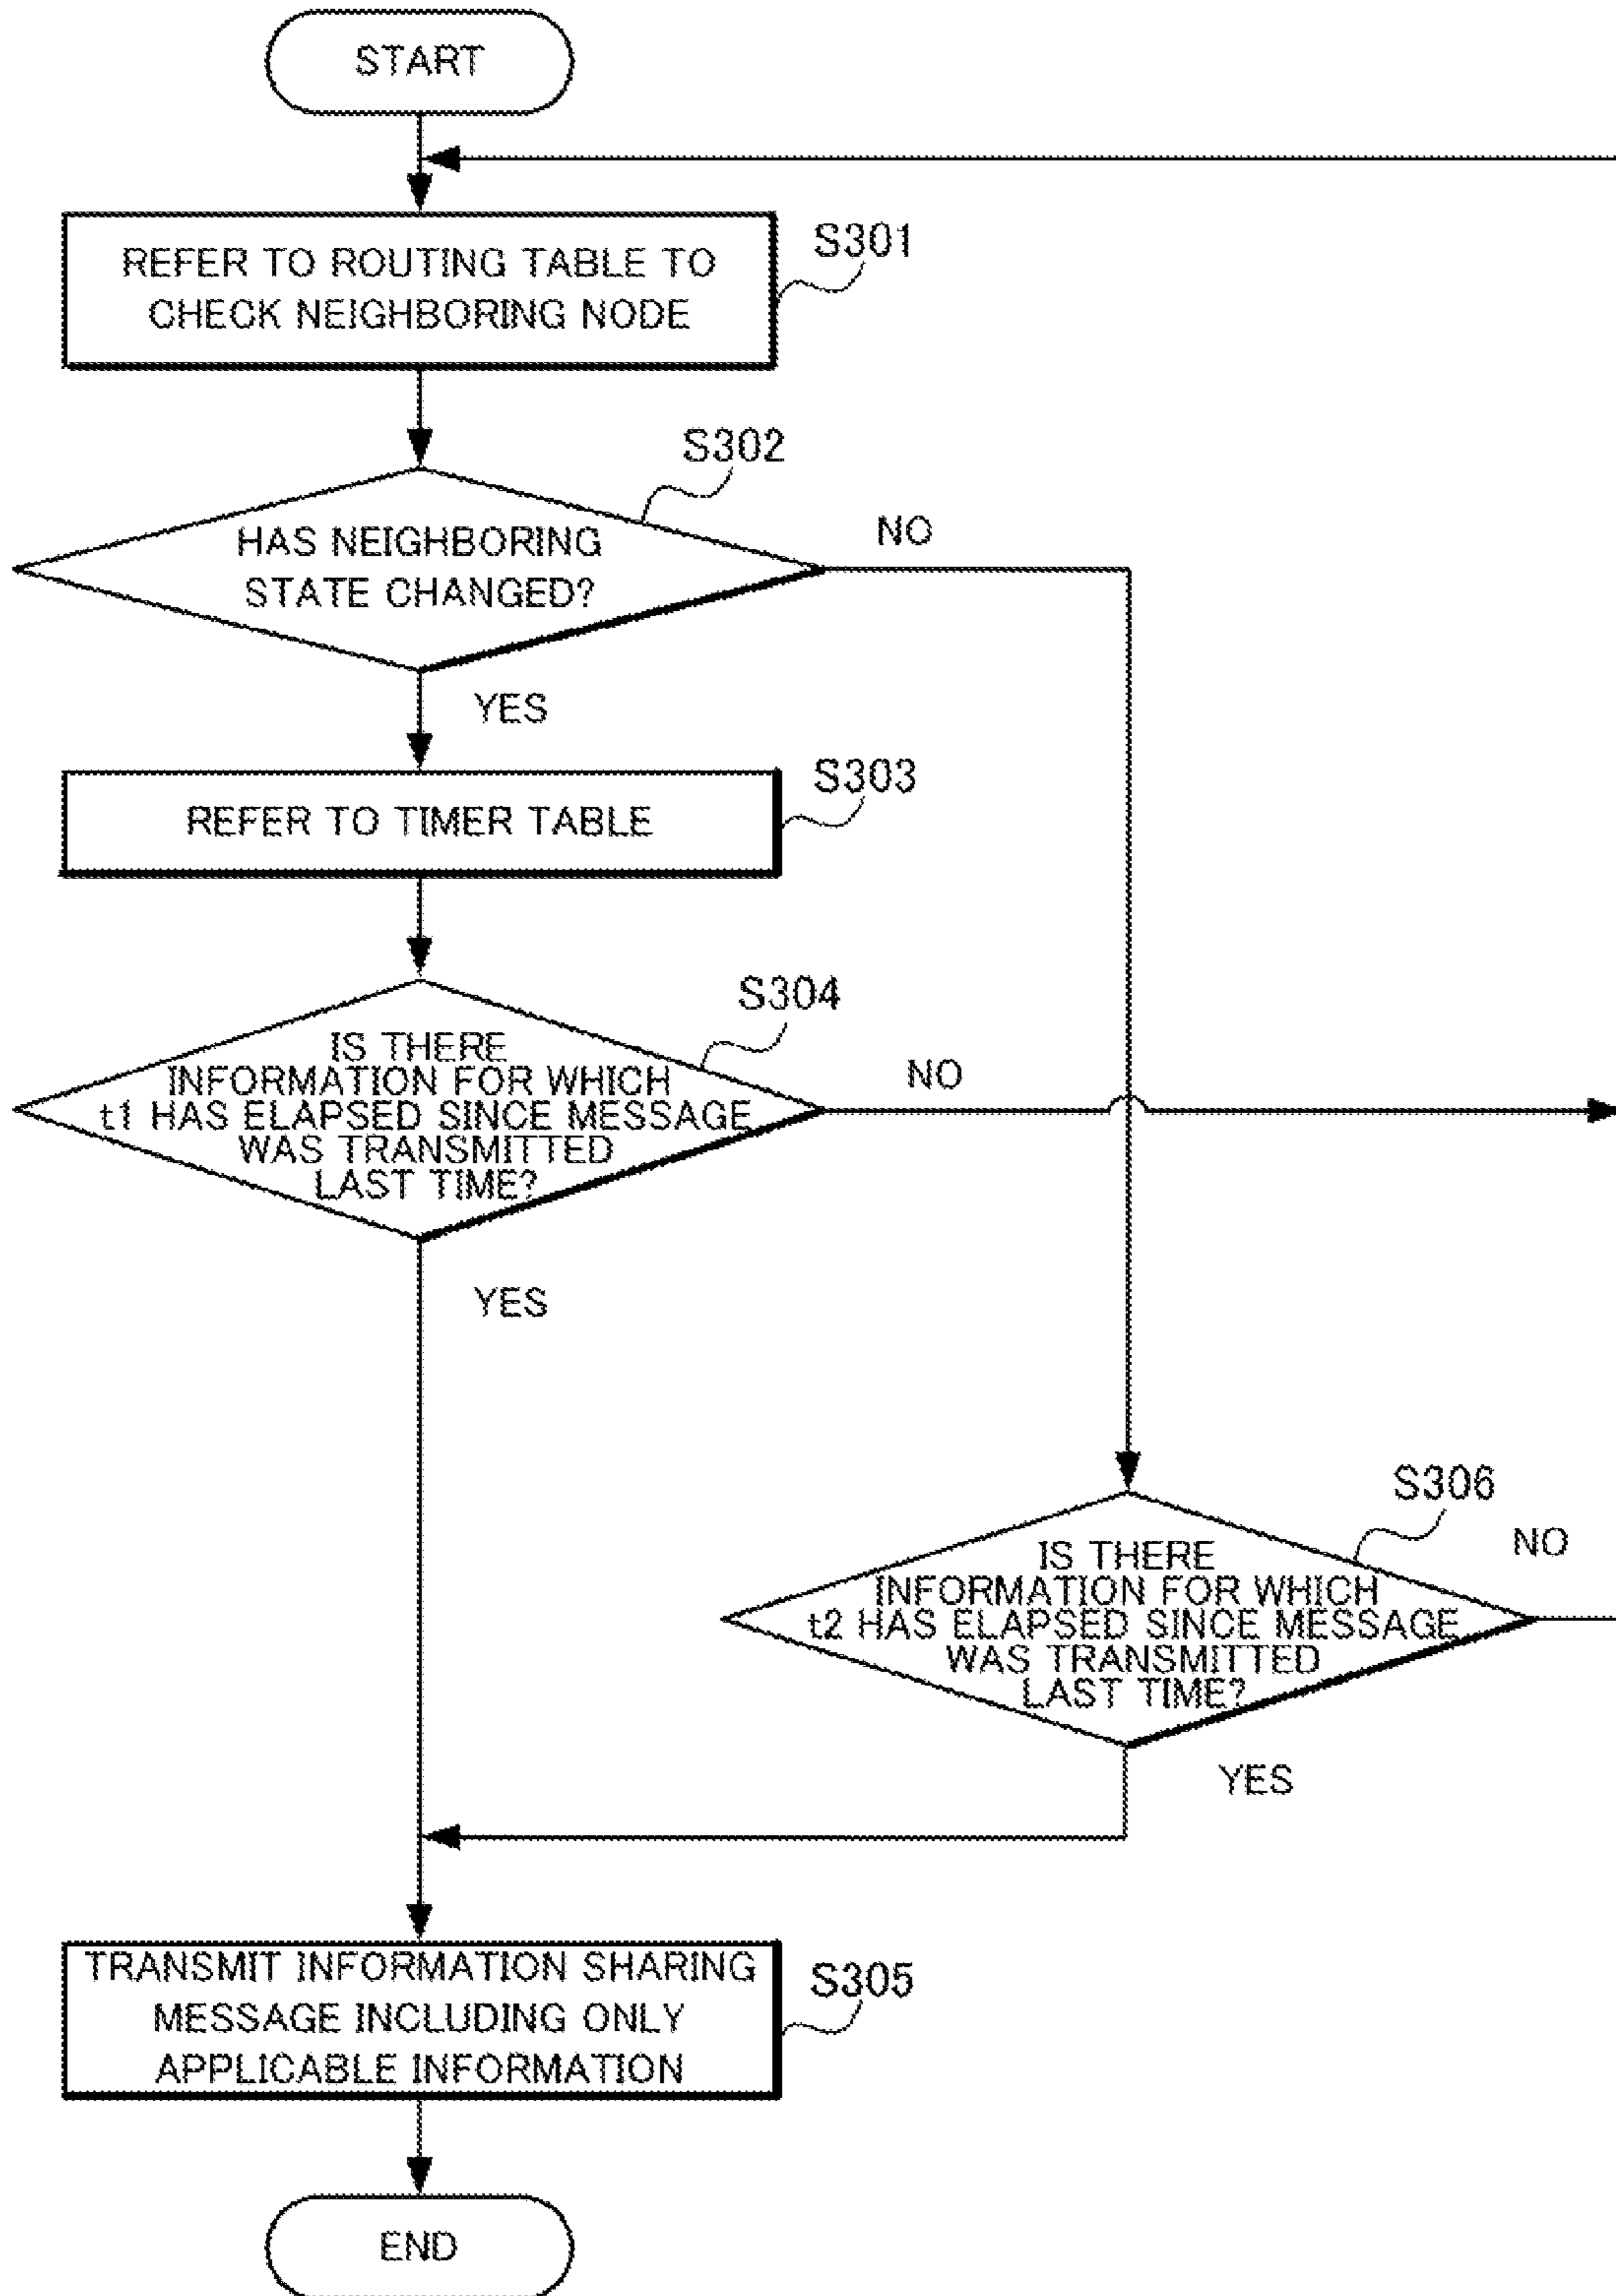 START
REFER TO ROUTING TABLE TO
CHECK NEIGHBORING NODE
S301
HAS NEIGHBORING
STATE CHANGED?
S302
NO
YES
REFER TO TIMER TABLE
S303
IS THERE
INFORMATION FOR WHICH
t1 HAS ELAPSED SINCE MESSAGE
WAS TRANSMITTED
LAST TIME?
S304
NO
YES
IS THERE
INFORMATION FOR WHICH
t2 HAS ELAPSED SINCE MESSAGE
WAS TRANSMITTED
LAST TIME?
S306
NO
YES
TRANSMIT INFORMATION SHARING
MESSAGE INCLUDING ONLY
APPLICABLE INFORMATION
S305
END